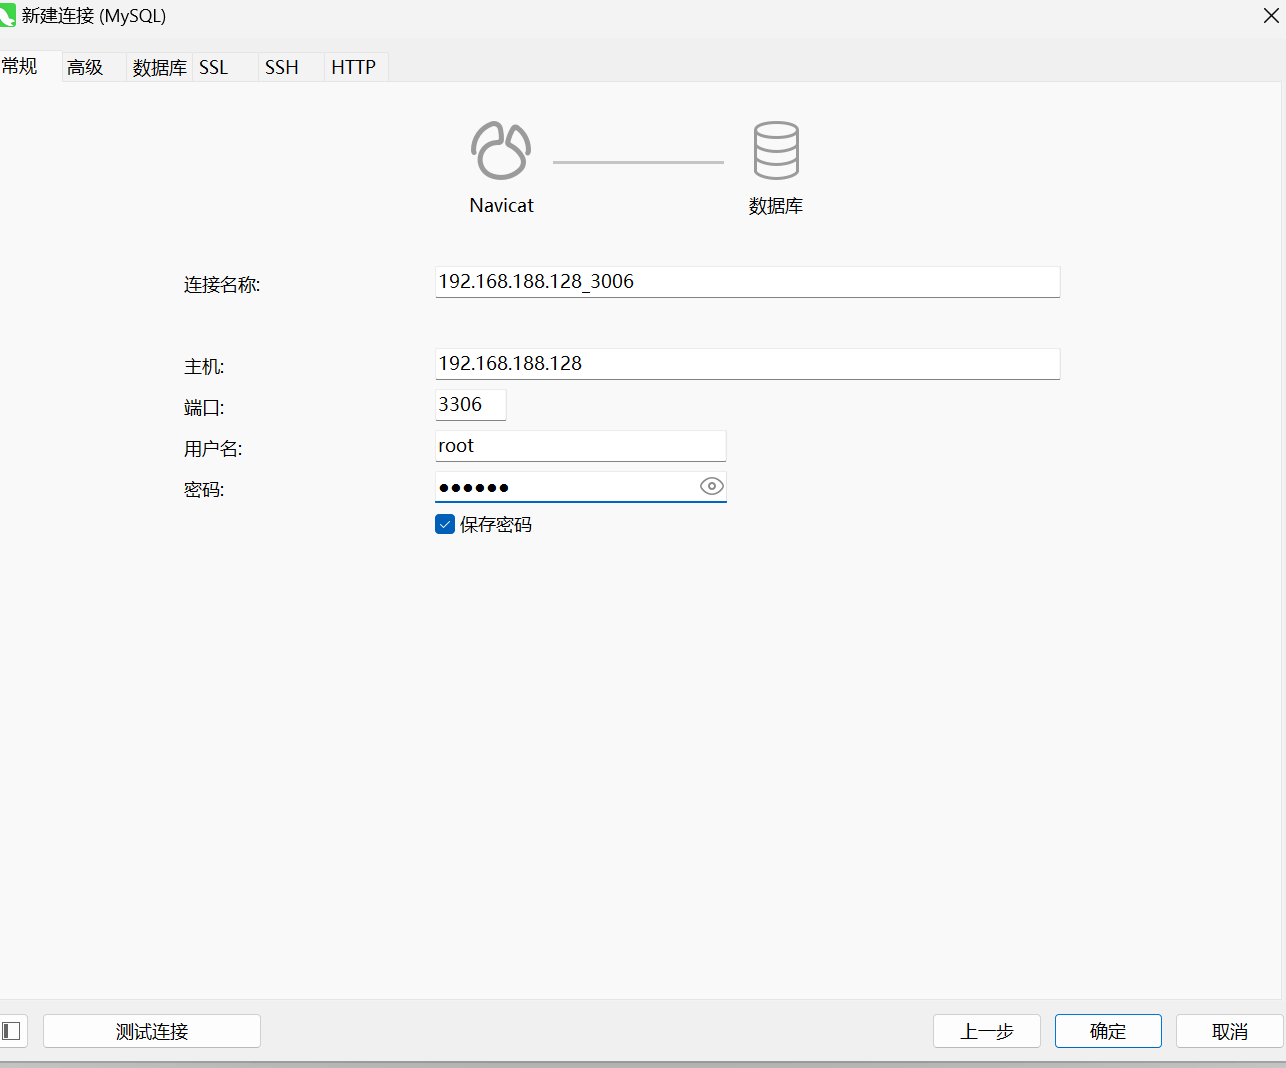 新建连接 (MySQL)
常规 高级 数据库 SSL SSH HTTP
Navicat 数据库
连接名称: 192.168.188.128_3006
主机: 192.168.188.128
端口: 3306
用户名: root
密码: ●●●●●●
保存密码
测试连接 上一步 确定 取消